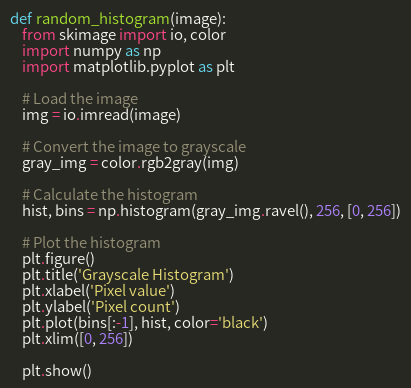 def random_histogram(image):
from skimage import io, color
import numpy as np
import matplotlib.pyplot as plt
# Load the image
img = io.imread(image)
# Convert the image to grayscale
gray_img = color.rgb2gray(img)
# Calculate the histogram
hist, bins = np.histogram(gray_img.ravel(), 256, [0, 256])
# Plot the histogram
plt.figure()
plt.title('Grayscale Histogram')
plt.xlabel('Pixel value')
plt.ylabel('Pixel count')
plt.plot(bins[:-1], hist, color='black')
plt.xlim([0, 256])
plt.show()